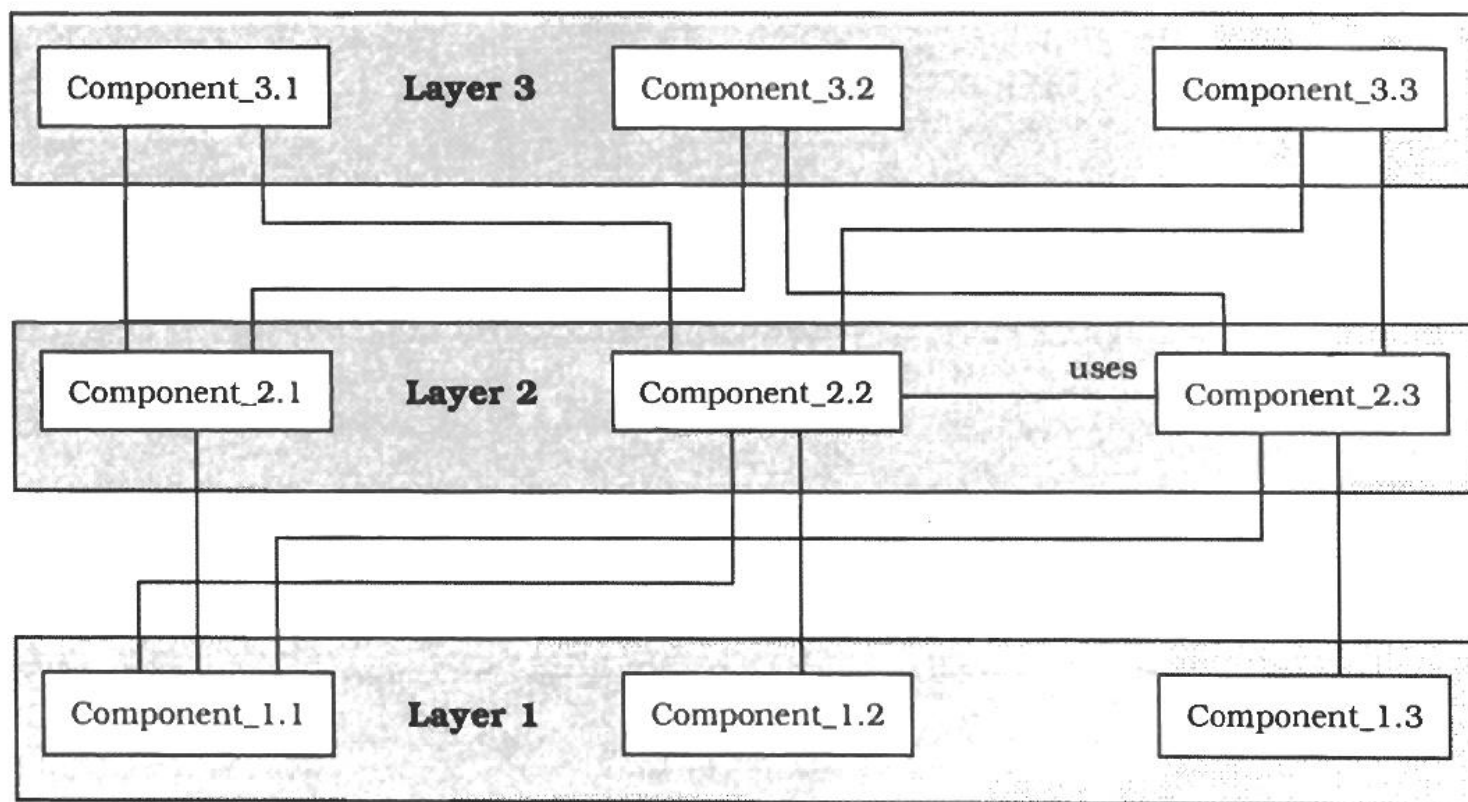 Component_3.1
Layer 3
Component_3.2
Component_3.3
Component_2.1
Layer 2
Component_2.2
uses
Component_2.3
Component_1.1
Layer 1
Component_1.2
Component_1.3